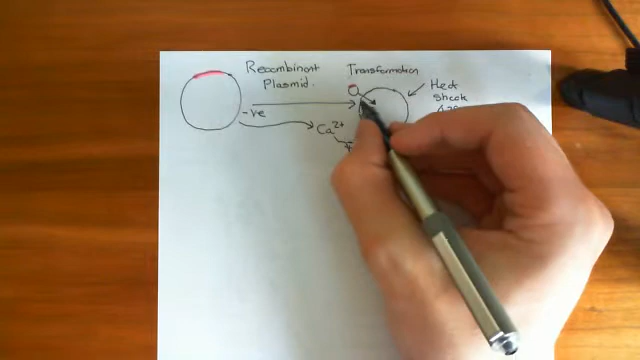 Recombinant
Plasmid.
Transformation
Heat
Shock
-ve
Ca2+